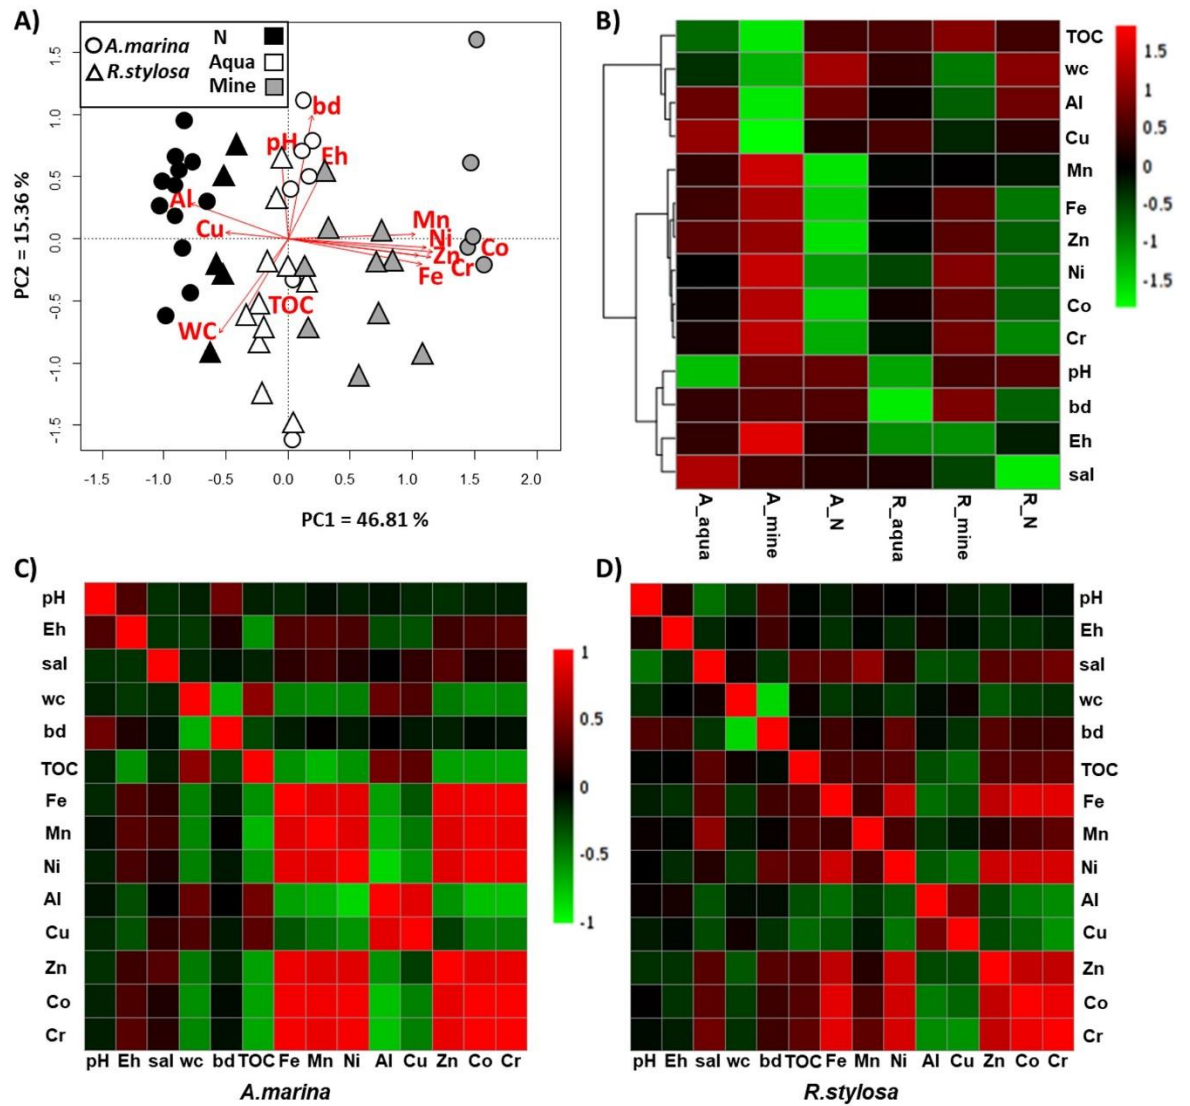 A)
A.marina
R.stylosa
N
Aqua
Mine
PC2 = 15.36 %
1.5
1.0
0.5
0.0
-0.5
-1.0
-1.5
bd
pH
Eh
Al
Cu
Mn
Ni
Co
Zn
Cr
Fe
TOC
WC
-1.5
-1.0
-0.5
0.0
0.5
1.0
1.5
2.0
PC1 = 46.81 %
B)
TOC
wc
Al
Cu
Mn
Fe
Zn
Ni
Co
Cr
pH
bd
Eh
sal
A_aqua
A_mine
A_N
R_aqua
R_mine
R_N
1.5
1
0.5
0
-0.5
-1
-1.5
C)
pH
Eh
sal
wc
bd
TOC
Fe
Mn
Ni
Al
Cu
Zn
Co
Cr
pH Eh sal wc bd TOC Fe Mn Ni Al Cu Zn Co Cr
A.marina
1
0.5
0
-0.5
-1
D)
pH
Eh
sal
wc
bd
TOC
Fe
Mn
Ni
Al
Cu
Zn
Co
Cr
pH Eh sal wc bd TOC Fe Mn Ni Al Cu Zn Co Cr
R.stylosa